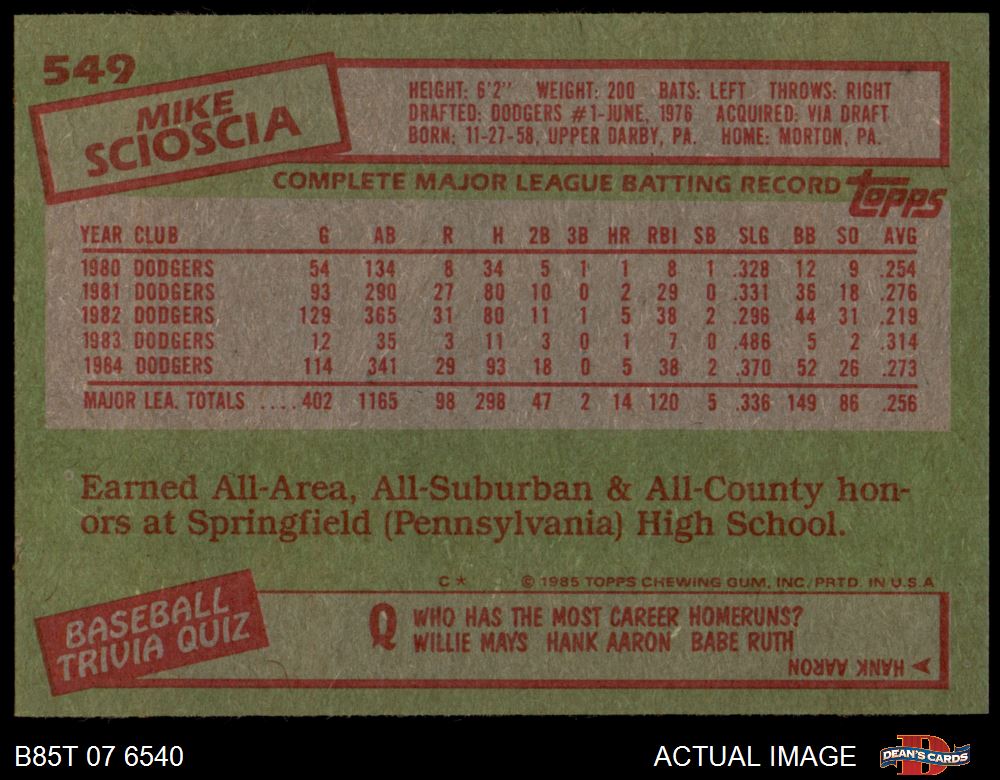 549
MIKE
SCIOSCIA
HEIGHT: 6'2" WEIGHT: 200 BATS: LEFT THROWS: RIGHT
DRAFTED: DODGERS #1-JUNE, 1976 ACQUIRED: VIA DRAFT
BORN: 11-27-58, UPPER DARBY, PA. HOME: MORTON, PA.
COMPLETE MAJOR LEAGUE BATTING RECORD topps
YEAR CLUB G AB R H 2B 3B HR RBI SB SLG BB SO AVG
1980 DODGERS 54 134 8 34 5 1 1 8 1 .328 12 9 .254
1981 DODGERS 93 290 27 80 10 0 2 29 0 .331 36 18 .276
1982 DODGERS 129 365 31 80 11 1 5 38 2 .296 44 31 .219
1983 DODGERS 12 35 3 11 3 0 1 7 0 .486 5 2 .314
1984 DODGERS 114 341 29 93 18 0 5 38 2 .370 52 26 .273
MAJOR LEA. TOTALS ....402 1165 98 298 47 2 14 120 5 .336 149 86 .256
Earned All-Area, All-Suburban & All-County hon-
ors at Springfield (Pennsylvania) High School.
C * © 1985 TOPPS CHEWING GUM, INC. PRTD. IN U.S.A.
BASEBALL
TRIVIA QUIZ
Q WHO HAS THE MOST CAREER HOMERUNS?
WILLIE MAYS HANK AARON BABE RUTH
HANK AARON
B85T 07 6540 ACTUAL IMAGE DEAN'S CARDS